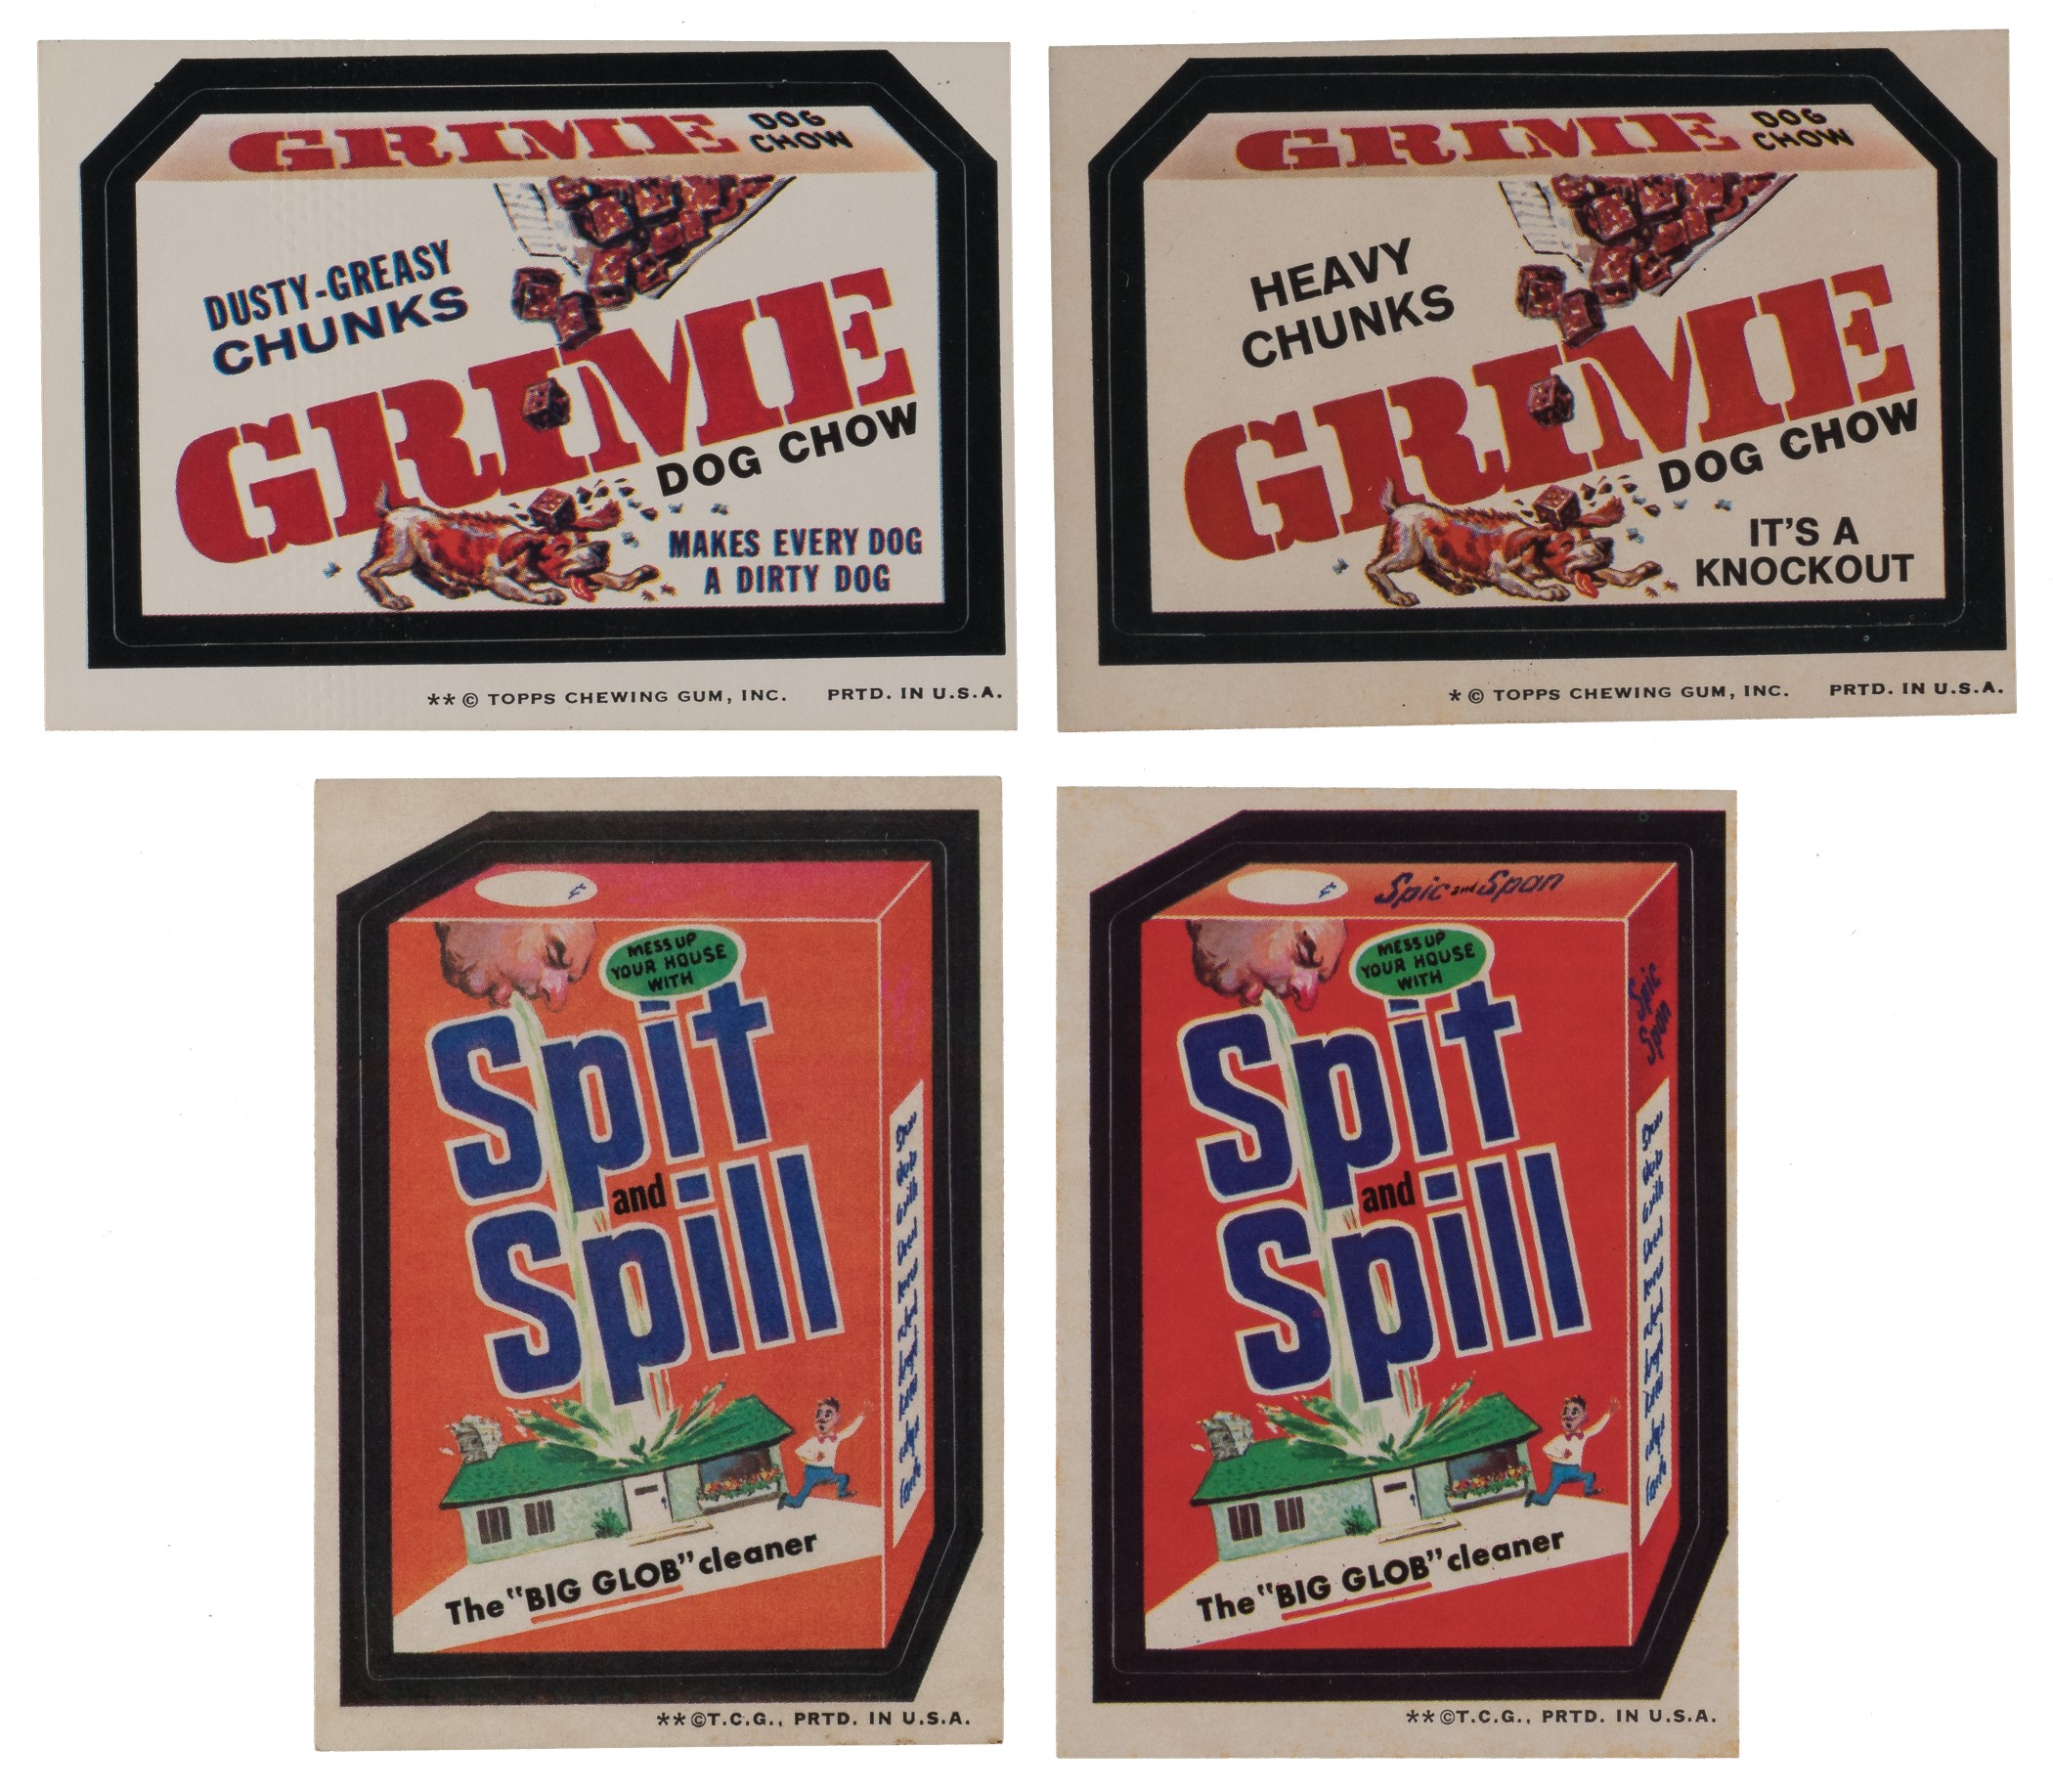 GRIME DOG
CHOW
DUSTY-GREASY
CHUNKS
GRIME
DOG CHOW
MAKES EVERY DOG
A DIRTY DOG
** © TOPPS CHEWING GUM, INC. PRTD. IN U.S.A.
GRIME DOG
CHOW
HEAVY
CHUNKS
GRIME
DOG CHOW
IT'S A
KNOCKOUT
* © TOPPS CHEWING GUM, INC. PRTD. IN U.S.A.
¢
MESS UP
YOUR HOUSE
WITH
Spit
and
Spill
The "BIG GLOB" cleaner
**©T.C.G., PRTD. IN U.S.A.
¢ Spic and Span
Spic
Span
MESS UP
YOUR HOUSE
WITH
Spit
and
Spill
The "BIG GLOB" cleaner
**©T.C.G., PRTD. IN U.S.A.